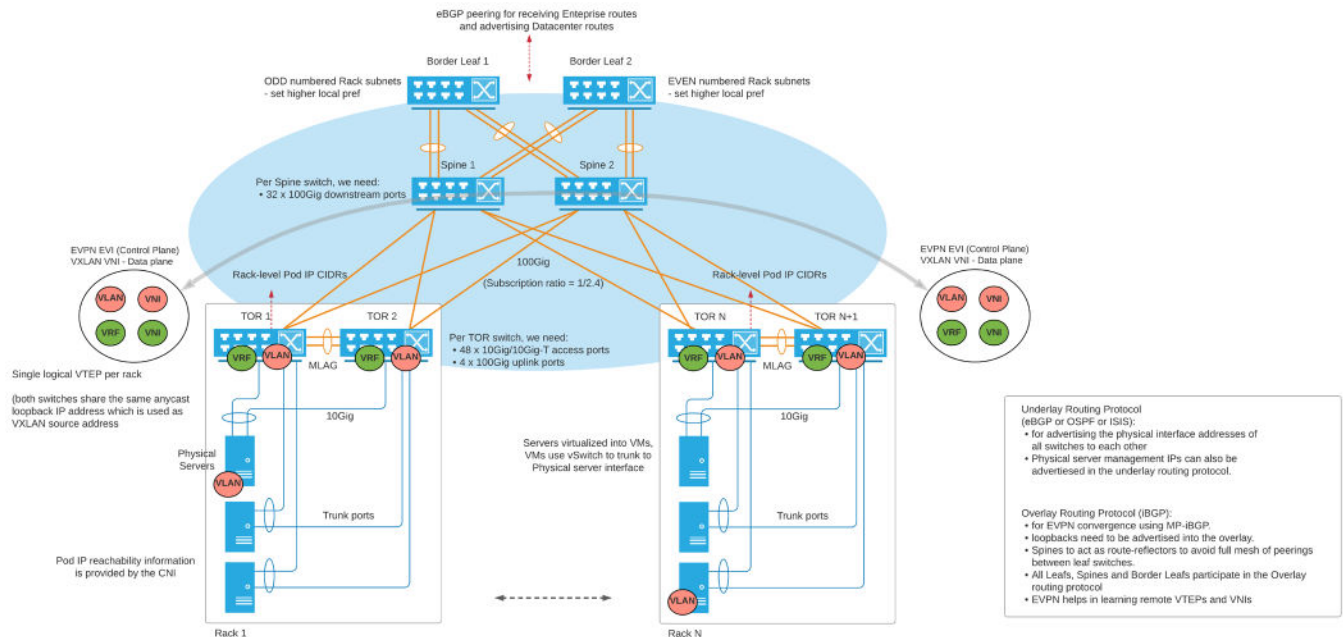 eBGP peering for receiving Enteprise routes
and advertising Datacenter routes
Border Leaf 1
Border Leaf 2
ODD numbered Rack subnets
- set higher local pref
EVEN numbered Rack subnets
- set higher local pref
Spine 1
Spine 2
Per Spine switch, we need:
• 32 x 100Gig downstream ports
EVPN EVI (Control Plane)
VXLAN VNI - Data plane
VLAN
VNI
VRF
VNI
EVPN EVI (Control Plane)
VXLAN VNI - Data plane
VLAN
VNI
VRF
VNI
100Gig
(Subscription ratio = 1/2.4)
Rack-level Pod IP CIDRs
Rack-level Pod IP CIDRs
TOR 1
TOR 2
TOR N
TOR N+1
VRF
VLAN
VRF
VLAN
VRF
VLAN
VRF
VLAN
MLAG
MLAG
Per TOR switch, we need:
• 48 x 10Gig/10Gig-T access ports
• 4 x 100Gig uplink ports
Single logical VTEP per rack
(both switches share the same anycast
loopback IP address which is used as
VXLAN source address
10Gig
10Gig
Physical
Servers
VLAN
Servers virtualized into VMs,
VMs use vSwitch to trunk to
Physical server interface
Trunk ports
Trunk ports
Pod IP reachability information
is provided by the CNI
VLAN
Rack 1
Rack N
Underlay Routing Protocol
(eBGP or OSPF or ISIS):
• for advertising the physical interface addresses of
all switches to each other
• Physical server management IPs can also be
advertiesed in the underlay routing protocol.
Overlay Routing Protocol (iBGP):
• for EVPN convergence using MP-iBGP.
• loopbacks need to be advertised into the overlay.
• Spines to act as route-reflectors to avoid full mesh of peerings
between leaf switches.
• All Leafs, Spines and Border Leafs participate in the Overlay
routing protocol
• EVPN helps in learning remote VTEPs and VNIs